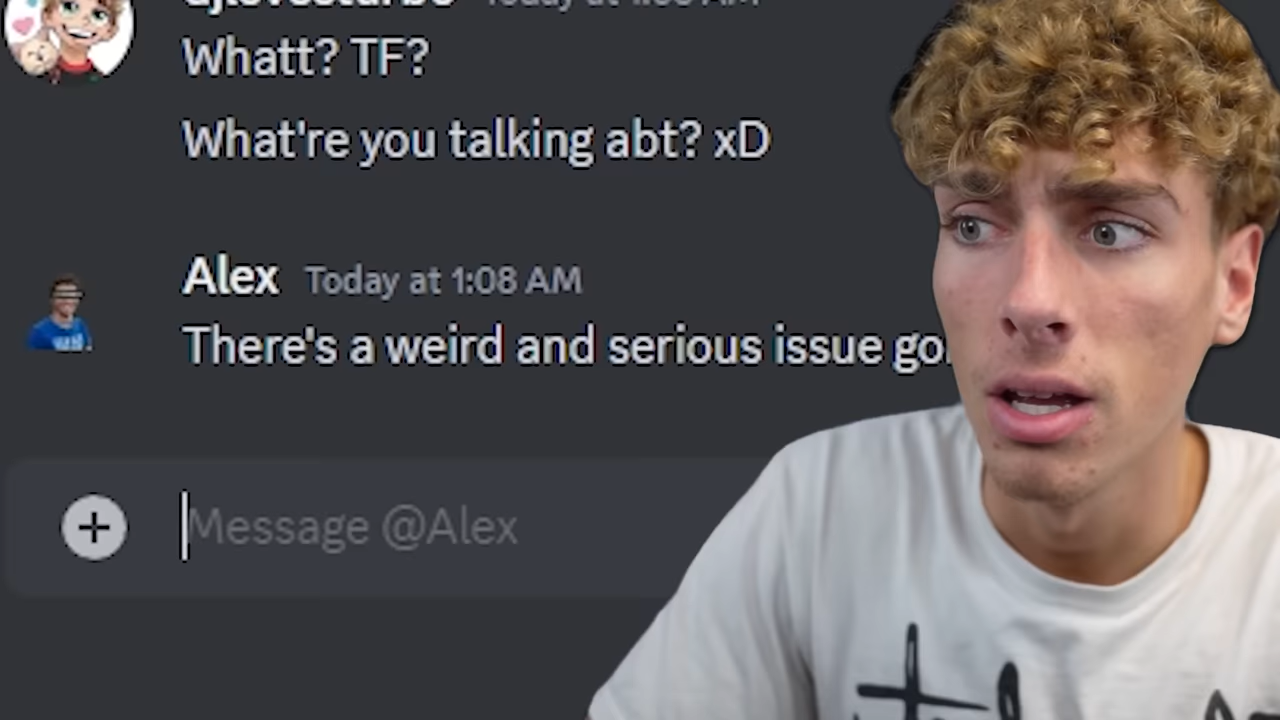 Whatt? TF?
What're you talking abt? xD
Alex Today at 1:08 AM
There's a weird and serious issue
Message @Alex